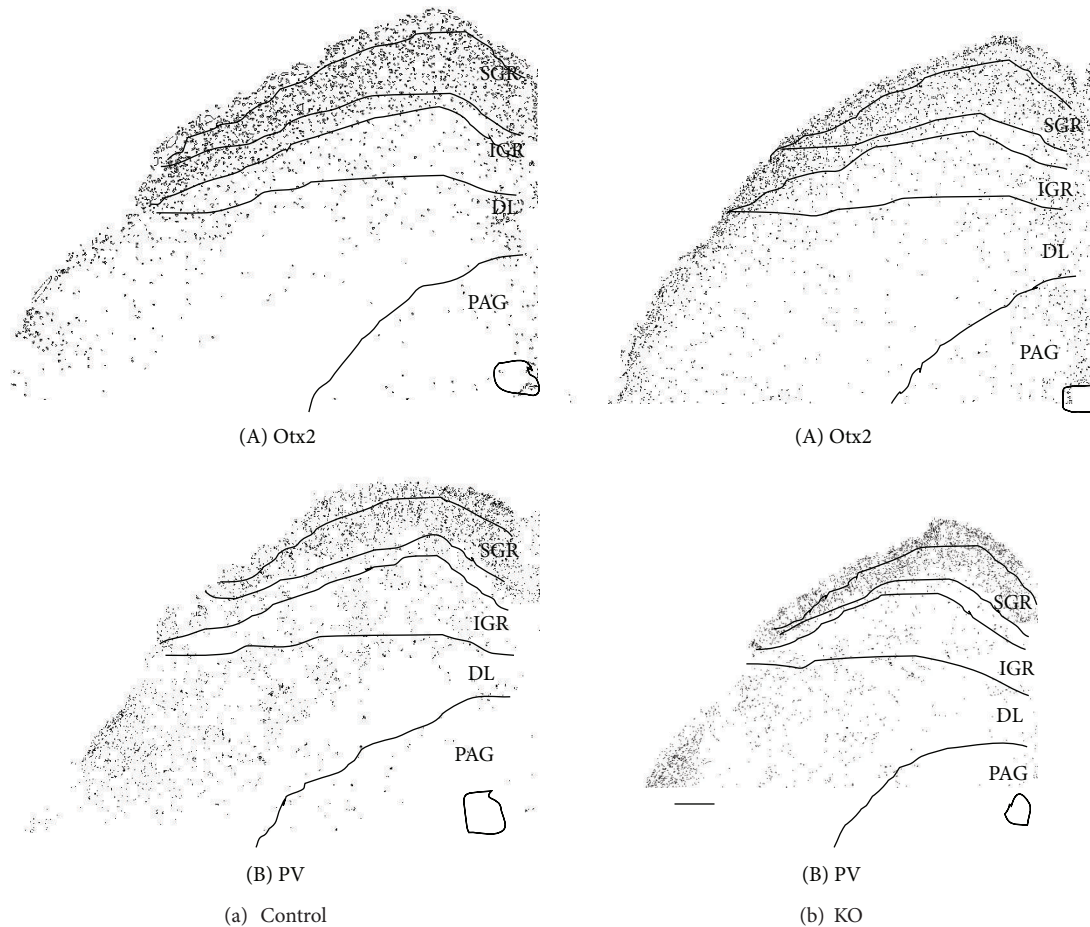 SGR
IGR
DL
PAG
(A) Otx2
SGR
IGR
DL
PAG
(A) Otx2
SGR
IGR
DL
PAG
(B) PV
(a) Control
SGR
IGR
DL
PAG
(B) PV
(b) KO